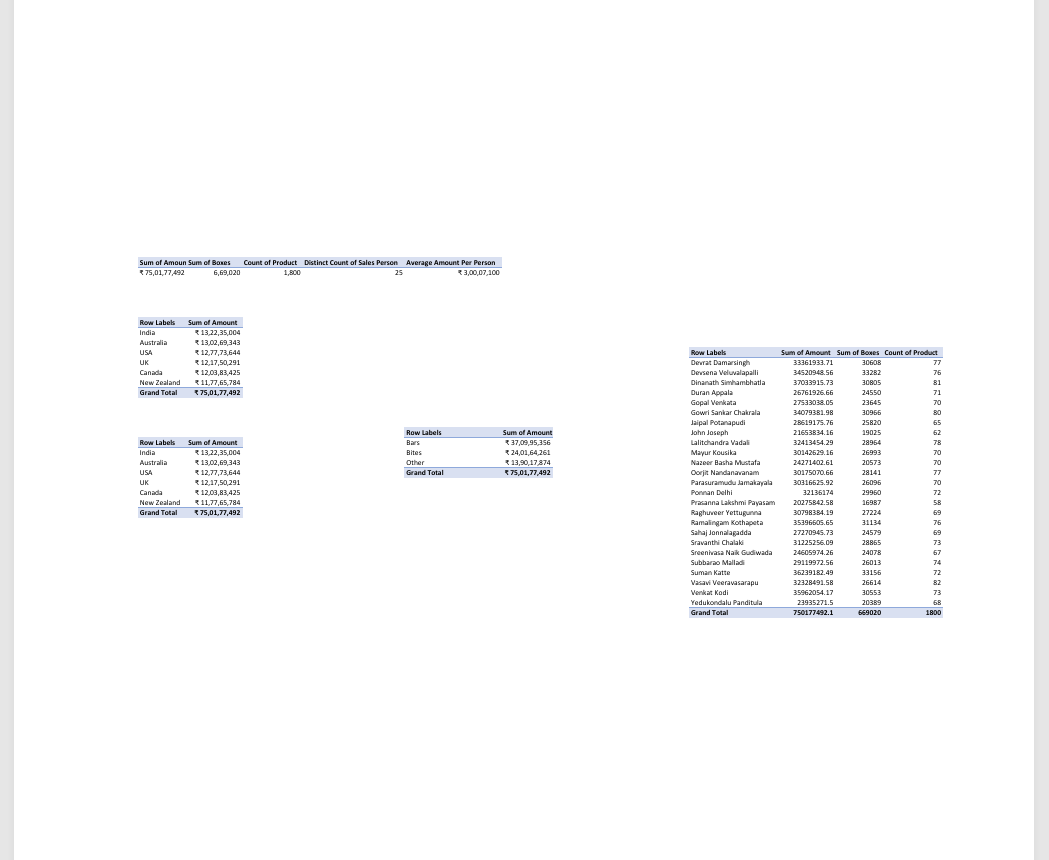 Sum of Amoun Sum of Boxes Count of Product Distinct Count of Sales Person Average Amount Per Person
₹ 75,01,77,492 6,69,020 1,800 25 ₹ 3,00,07,100
Row Labels Sum of Amount
India ₹ 13,22,35,004
Australia ₹ 13,02,69,343
USA ₹ 12,77,73,644
UK ₹ 12,17,50,291
Canada ₹ 12,03,83,425
New Zealand ₹ 11,77,65,784
Grand Total ₹ 75,01,77,492
Row Labels Sum of Amount
India ₹ 13,22,35,004
Australia ₹ 13,02,69,343
USA ₹ 12,77,73,644
UK ₹ 12,17,50,291
Canada ₹ 12,03,83,425
New Zealand ₹ 11,77,65,784
Grand Total ₹ 75,01,77,492
Row Labels Sum of Amount
Bars ₹ 37,09,95,356
Bites ₹ 24,01,64,261
Other ₹ 13,90,17,874
Grand Total ₹ 75,01,77,492
Row Labels Sum of Amount Sum of Boxes Count of Product
Devrat Damarsingh 33361933.71 30608 77
Devsena Veluvalapalli 34520948.56 33282 76
Dinanath Simhambhatla 37033915.73 30805 81
Duran Appala 26761926.66 24550 71
Gopal Venkata 27533038.05 23645 70
Gowri Sankar Chakrala 34079381.98 30966 80
Jaipal Potanapudi 28619175.76 25820 65
John Joseph 21653834.16 19025 62
Lalitchandra Vadali 32413454.29 28964 78
Mayur Kousika 30142629.16 26993 70
Nazeer Basha Mustafa 24271402.61 20573 70
Oorjit Nandanavanam 30175070.66 28141 77
Parasuramudu Jamakayala 30316625.92 26096 70
Ponnan Delhi 32136174 29960 72
Prasanna Lakshmi Payasam 20275842.58 16987 58
Raghuveer Yettugunna 30798384.19 27224 69
Ramalingam Kothapeta 35396605.65 31134 76
Sahaj Jonnalagadda 27270945.73 24579 69
Sravanthi Chalaki 31225256.09 28865 73
Sreenivasa Naik Gudiwada 24605974.26 24078 67
Subbarao Malladi 29119972.56 26013 74
Suman Katte 36239182.49 33156 72
Vasavi Veeravasarapu 32328491.58 26614 82
Venkat Kodi 35962054.17 30553 73
Yedukondalu Panditula 23935271.5 20389 68
Grand Total 750177492.1 669020 1800